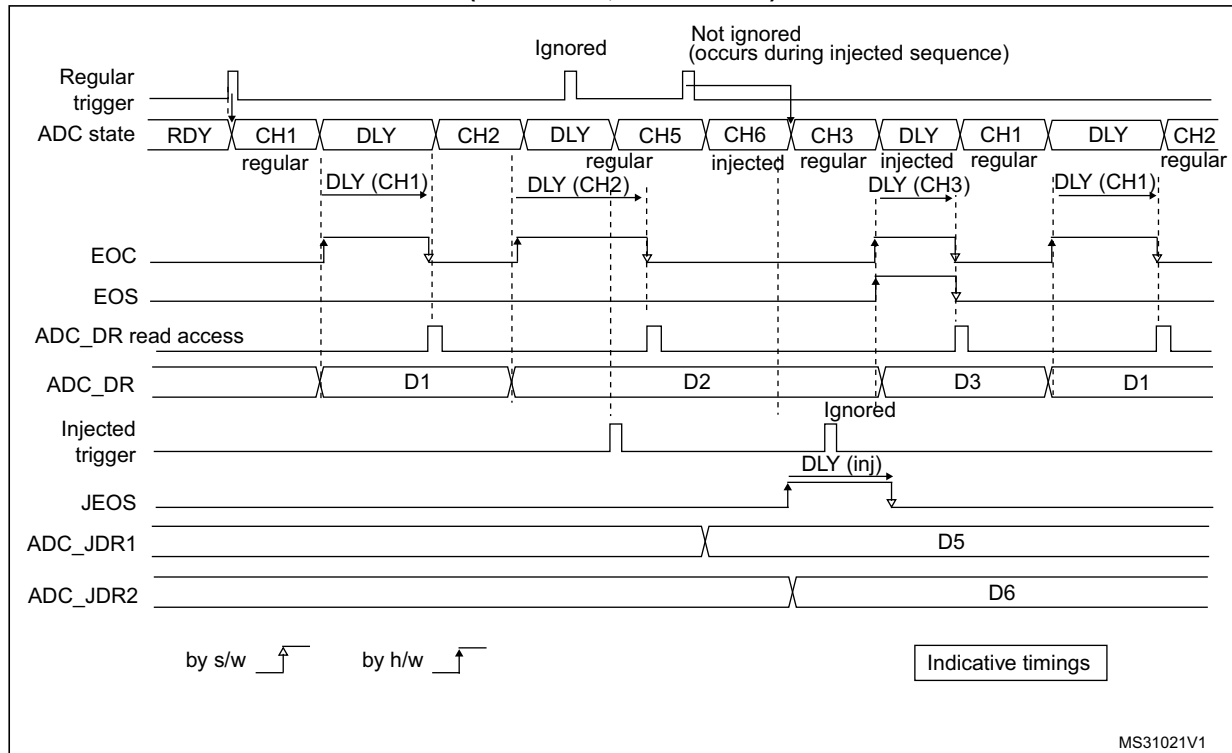 Ignored
Not ignored
(occurs during injected sequence)
Regular
trigger
ADC state
RDY
CH1
DLY
CH2
DLY
CH5
CH6
CH3
DLY
CH1
DLY
CH2
regular
regular
injected
regular
injected
regular
regular
DLY (CH1)
DLY (CH2)
DLY (CH3)
DLY (CH1)
EOC
EOS
ADC_DR read access
ADC_DR
D1
D2
D3
D1
Ignored
Injected
trigger
DLY (inj)
JEOS
ADC_JDR1
D5
ADC_JDR2
D6
by s/w
by h/w
Indicative timings
MS31021V1